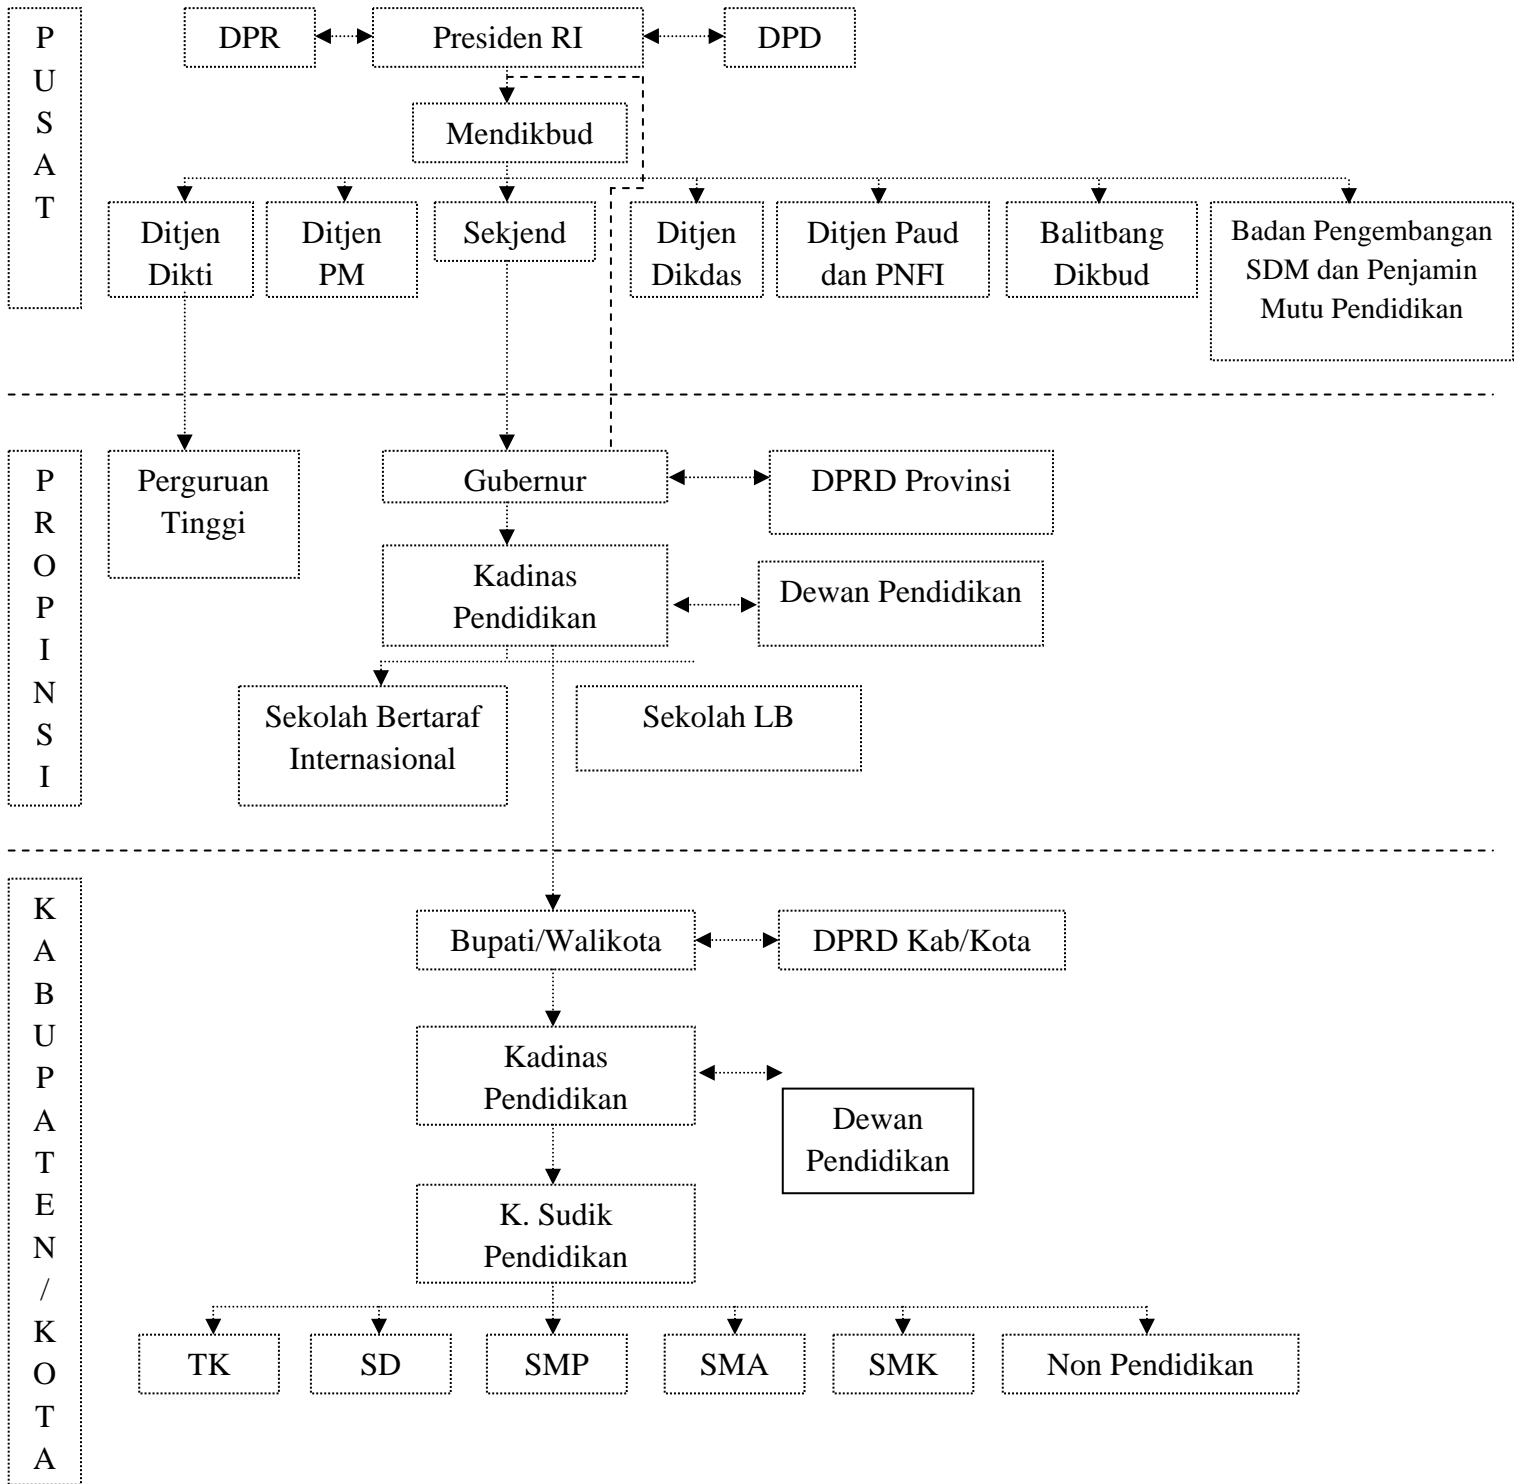 P
U
S
A
T
DPR
Presiden RI
DPD
Mendikbud
Ditjen
Dikti
Ditjen
PM
Sekjend
Ditjen
Dikdas
Ditjen Paud
dan PNFI
Balitbang
Dikbud
Badan Pengembangan
SDM dan Penjamin
Mutu Pendidikan
P
R
O
P
I
N
S
I
Perguruan
Tinggi
Gubernur
DPRD Provinsi
Kadinas
Pendidikan
Dewan Pendidikan
Sekolah Bertaraf
Internasional
Sekolah LB
K
A
B
U
P
A
T
E
N
/
K
O
T
A
Bupati/Walikota
DPRD Kab/Kota
Kadinas
Pendidikan
Dewan
Pendidikan
K. Sudik
Pendidikan
TK
SD
SMP
SMA
SMK
Non Pendidikan